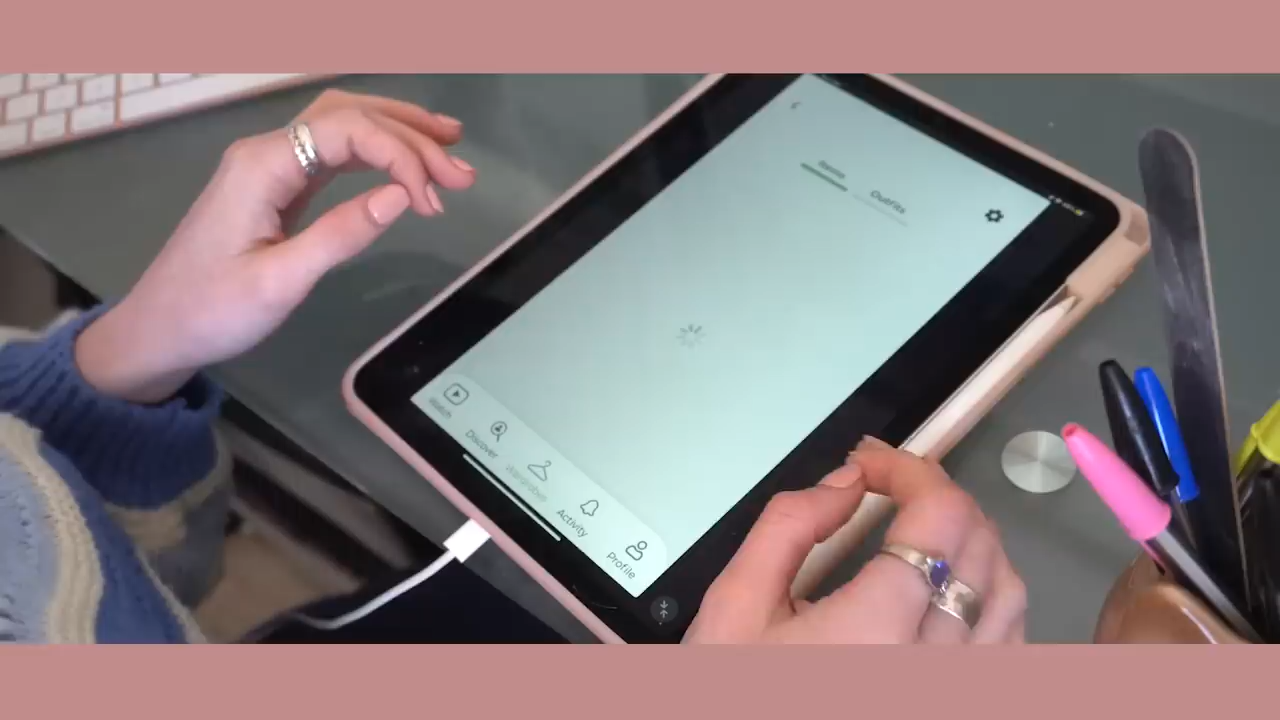 Items
Outfits
Watch
Discover
Wardrobe
Activity
Profile